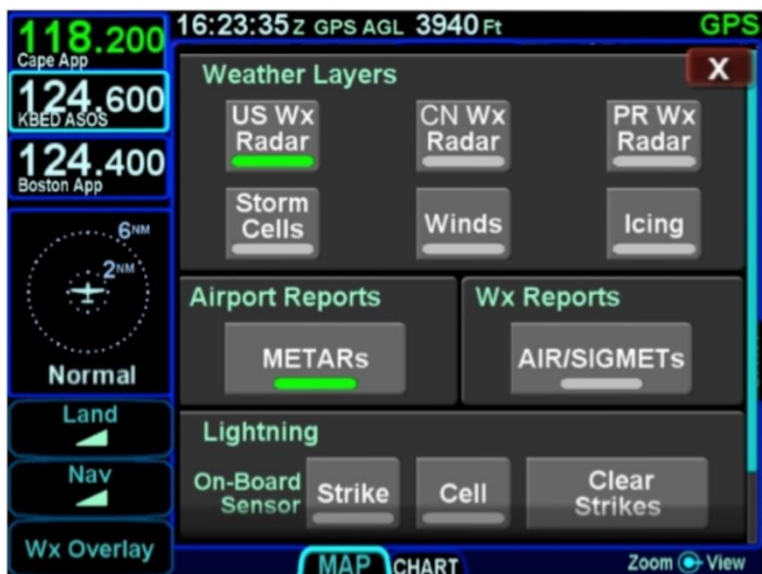 118.200
Cape App
124.600
KBED ASOS
124.400
Boston App
6NM
2NM
Normal
Land
Nav
Wx Overlay
16:23:35 Z GPS AGL 3940 Ft
GPS
Weather Layers
X
US Wx
Radar
CN Wx
Radar
PR Wx
Radar
Storm
Cells
Winds
Icing
Airport Reports
METARs
Wx Reports
AIR/SIGMETs
Lightning
On-Board
Sensor
Strike
Cell
Clear
Strikes
MAP
CHART
Zoom
View